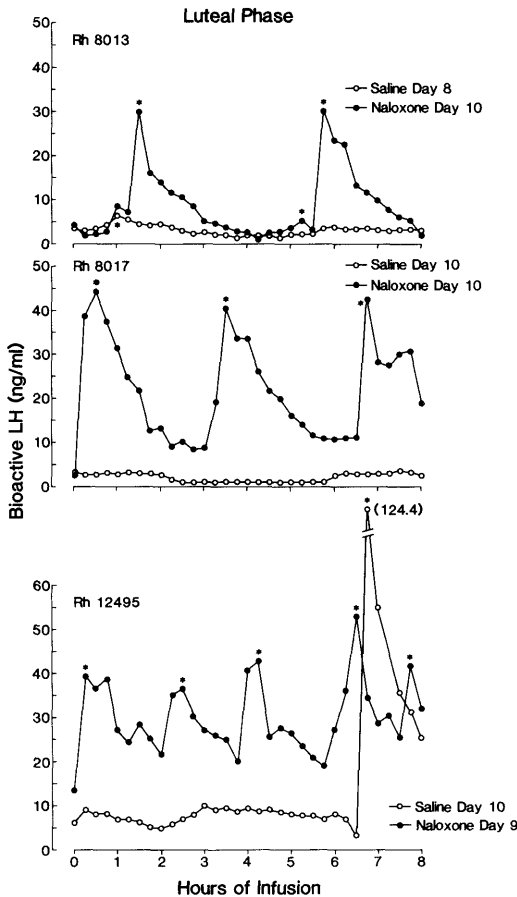 Luteal Phase
50
Rh 8013
40
Saline Day 8
30
Naloxone Day 10
20
10
0
50
Saline Day 10
Rh 8017
Naloxone Day 10
40
30
20
10
0
Bioactive LH (ng/ml)
(124.4)
60
Rh 12495
50
40
30
20
10
Saline Day 10
Naloxone Day 9
0
0 1 2 3 4 5 6 7 8
Hours of Infusion